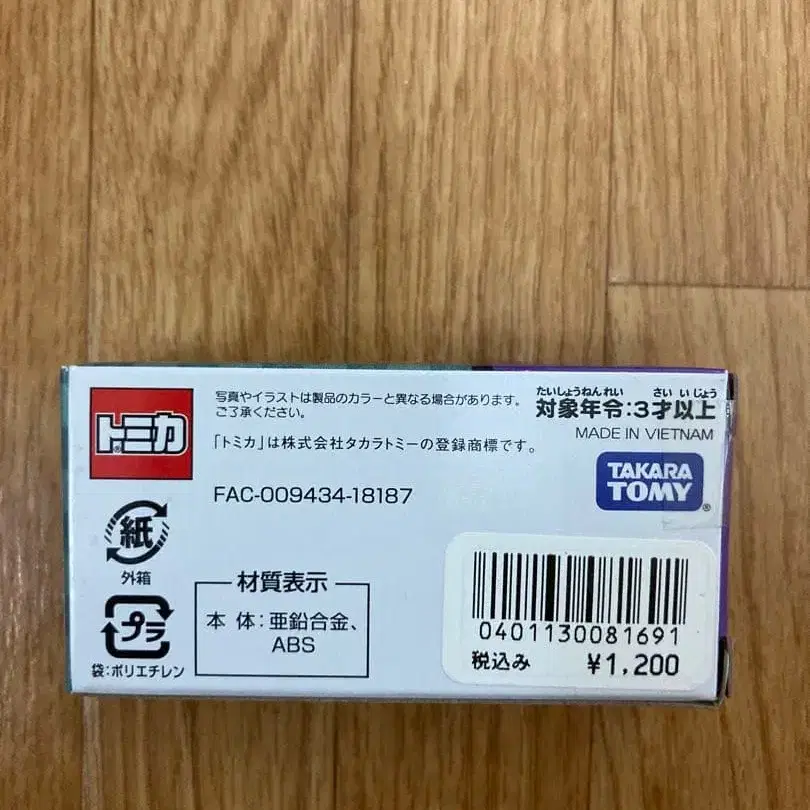 トミカ®
写真やイラストは製品のカラーと異なる場合があります。
ご了承ください。
「トミカ」は株式会社タカラトミーの登録商標です。
FAC-009434-18187
たいしょうねんれい さい いじょう
対象年令:3才以上
MADE IN VIETNAM
TAKARA
TOMY®
紙
外箱
プラ
袋:ポリエチレン
材質表示
本 体:亜鉛合金、
ABS
0401130081691
税込み ¥1,200